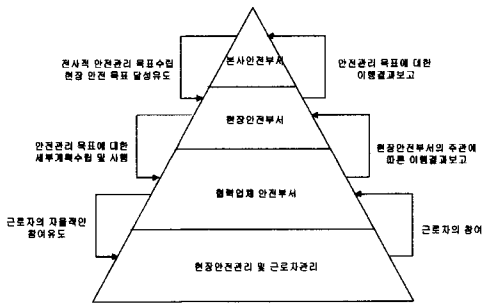 전사적 안전관리 목표수립
현장 안전 목표 달성유도
본사안전부서
안전관리 목표에 대한
이행결과보고
안전관리 목표에 대한
세부계획수립 및 시행
현장안전부서
현장안전부서의 주관에
따른 이행결과보고
협력업체 안전부서
근로자의 자율적인
참여유도
근로자의 참여
현장안전관리 및 근로자관리